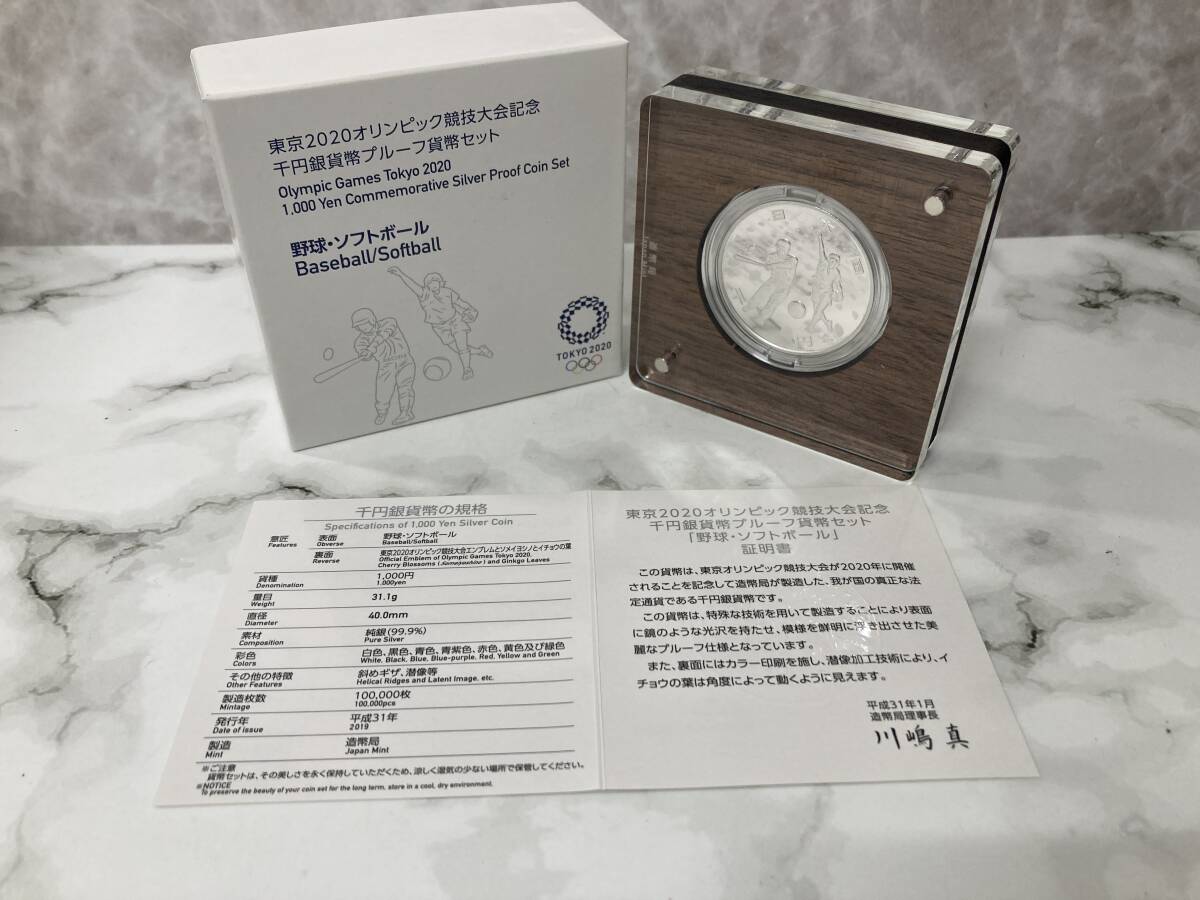 東京2020オリンピック競技大会記念
千円銀貨幣プルーフ貨幣セット
Olympic Games Tokyo 2020
1,000 Yen Commemorative Silver Proof Coin Set
野球・ソフトボール
Baseball/Softball
TOKYO 2020
千円銀貨幣の規格
Specifications of 1,000 Yen Silver Coin
意匠 表面 野球・ソフトボール
Features Obverse Baseball/Softball
裏面 東京2020オリンピック競技大会エンブレムとソメイヨシノとイチョウの葉
Reverse Official Emblem of Olympic Games Tokyo 2020,
Cherry Blossoms (Someiyoshino) and Ginkgo Leaves
貨種 1,000円
Denomination 1,000yen
量目 31.1g
Weight
直径 40.0mm
Diameter
素材 純銀(99.9%)
Composition Pure Silver
彩色 白色、黒色、青色、青紫色、赤色、黄色及び緑色
Colors White, Black, Blue, Blue-purple, Red, Yellow and Green
その他の特徴 斜めギザ、潜像等
Other Features Helical Ridges and Latent Image, etc.
製造枚数 100,000枚
Mintage 100,000pcs
発行年 平成31年
Date of issue 2019
製造 造幣局
Mint Japan Mint
※ご注意
貨幣セットは、その美しさを永く保持していただくため、涼しく湿気の少ない場所で保管してください。
※NOTICE
To preserve the beauty of your coin set for the long term, store in a cool, dry environment.
東京2020オリンピック競技大会記念
千円銀貨幣プルーフ貨幣セット
「野球・ソフトボール」
証明書
この貨幣は、東京オリンピック競技大会が2020年に開催
されることを記念して造幣局が製造した、我が国の真正な法
定通貨である千円銀貨幣です。
この貨幣は、特殊な技術を用いて製造することにより表面
に鏡のような光沢を持たせ、模様を鮮明に浮き出させた美
麗なプルーフ仕様となっています。
また、裏面にはカラー印刷を施し、潜像加工技術により、イ
チョウの葉は角度によって動くように見えます。
平成31年1月
造幣局理事長
川嶋 真